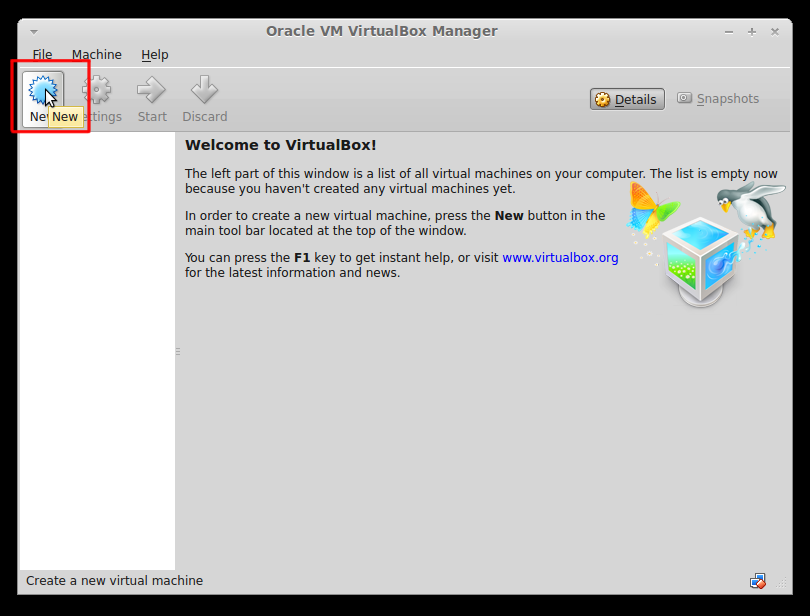 Oracle VM VirtualBox Manager
File Machine Help
New New ettings Start Discard Details Snapshots
Welcome to VirtualBox!
The left part of this window is a list of all virtual machines on your computer. The list is empty now
because you haven't created any virtual machines yet.
In order to create a new virtual machine, press the New button in the
main tool bar located at the top of the window.
You can press the F1 key to get instant help, or visit www.virtualbox.org
for the latest information and news.
Create a new virtual machine